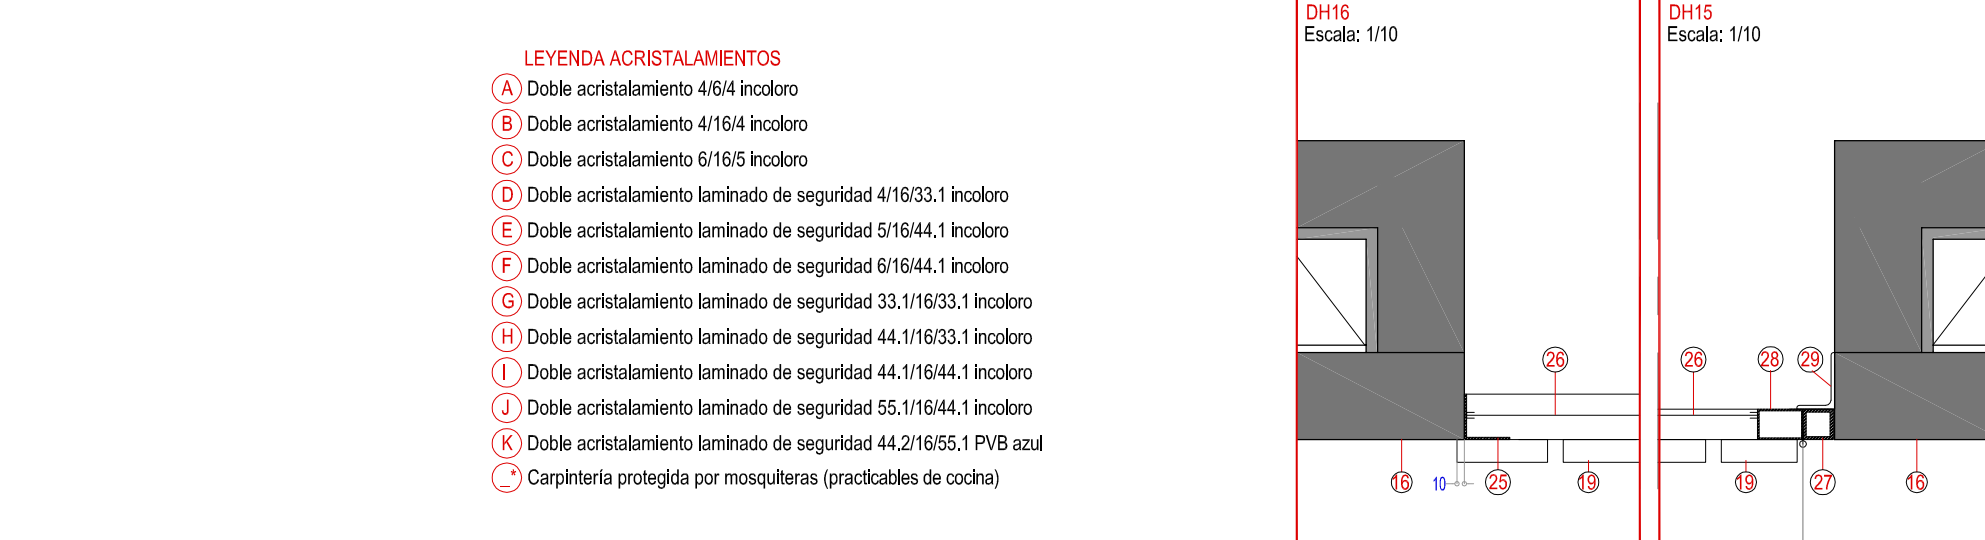 LEYENDA ACRISTALAMIENTOS
A Doble acristalamiento 4/6/4 incoloro
B Doble acristalamiento 4/16/4 incoloro
C Doble acristalamiento 6/16/5 incoloro
D Doble acristalamiento laminado de seguridad 4/16/33.1 incoloro
E Doble acristalamiento laminado de seguridad 5/16/44.1 incoloro
F Doble acristalamiento laminado de seguridad 6/16/44.1 incoloro
G Doble acristalamiento laminado de seguridad 33.1/16/33.1 incoloro
H Doble acristalamiento laminado de seguridad 44.1/16/33.1 incoloro
I Doble acristalamiento laminado de seguridad 44.1/16/44.1 incoloro
J Doble acristalamiento laminado de seguridad 55.1/16/44.1 incoloro
K Doble acristalamiento laminado de seguridad 44.2/16/55.1 PVB azul
_* Carpintería protegida por mosquiteras (practicables de cocina)
DH16
Escala: 1/10
26
16 10 25 19
DH15
Escala: 1/10
26 28 29
19 27 16